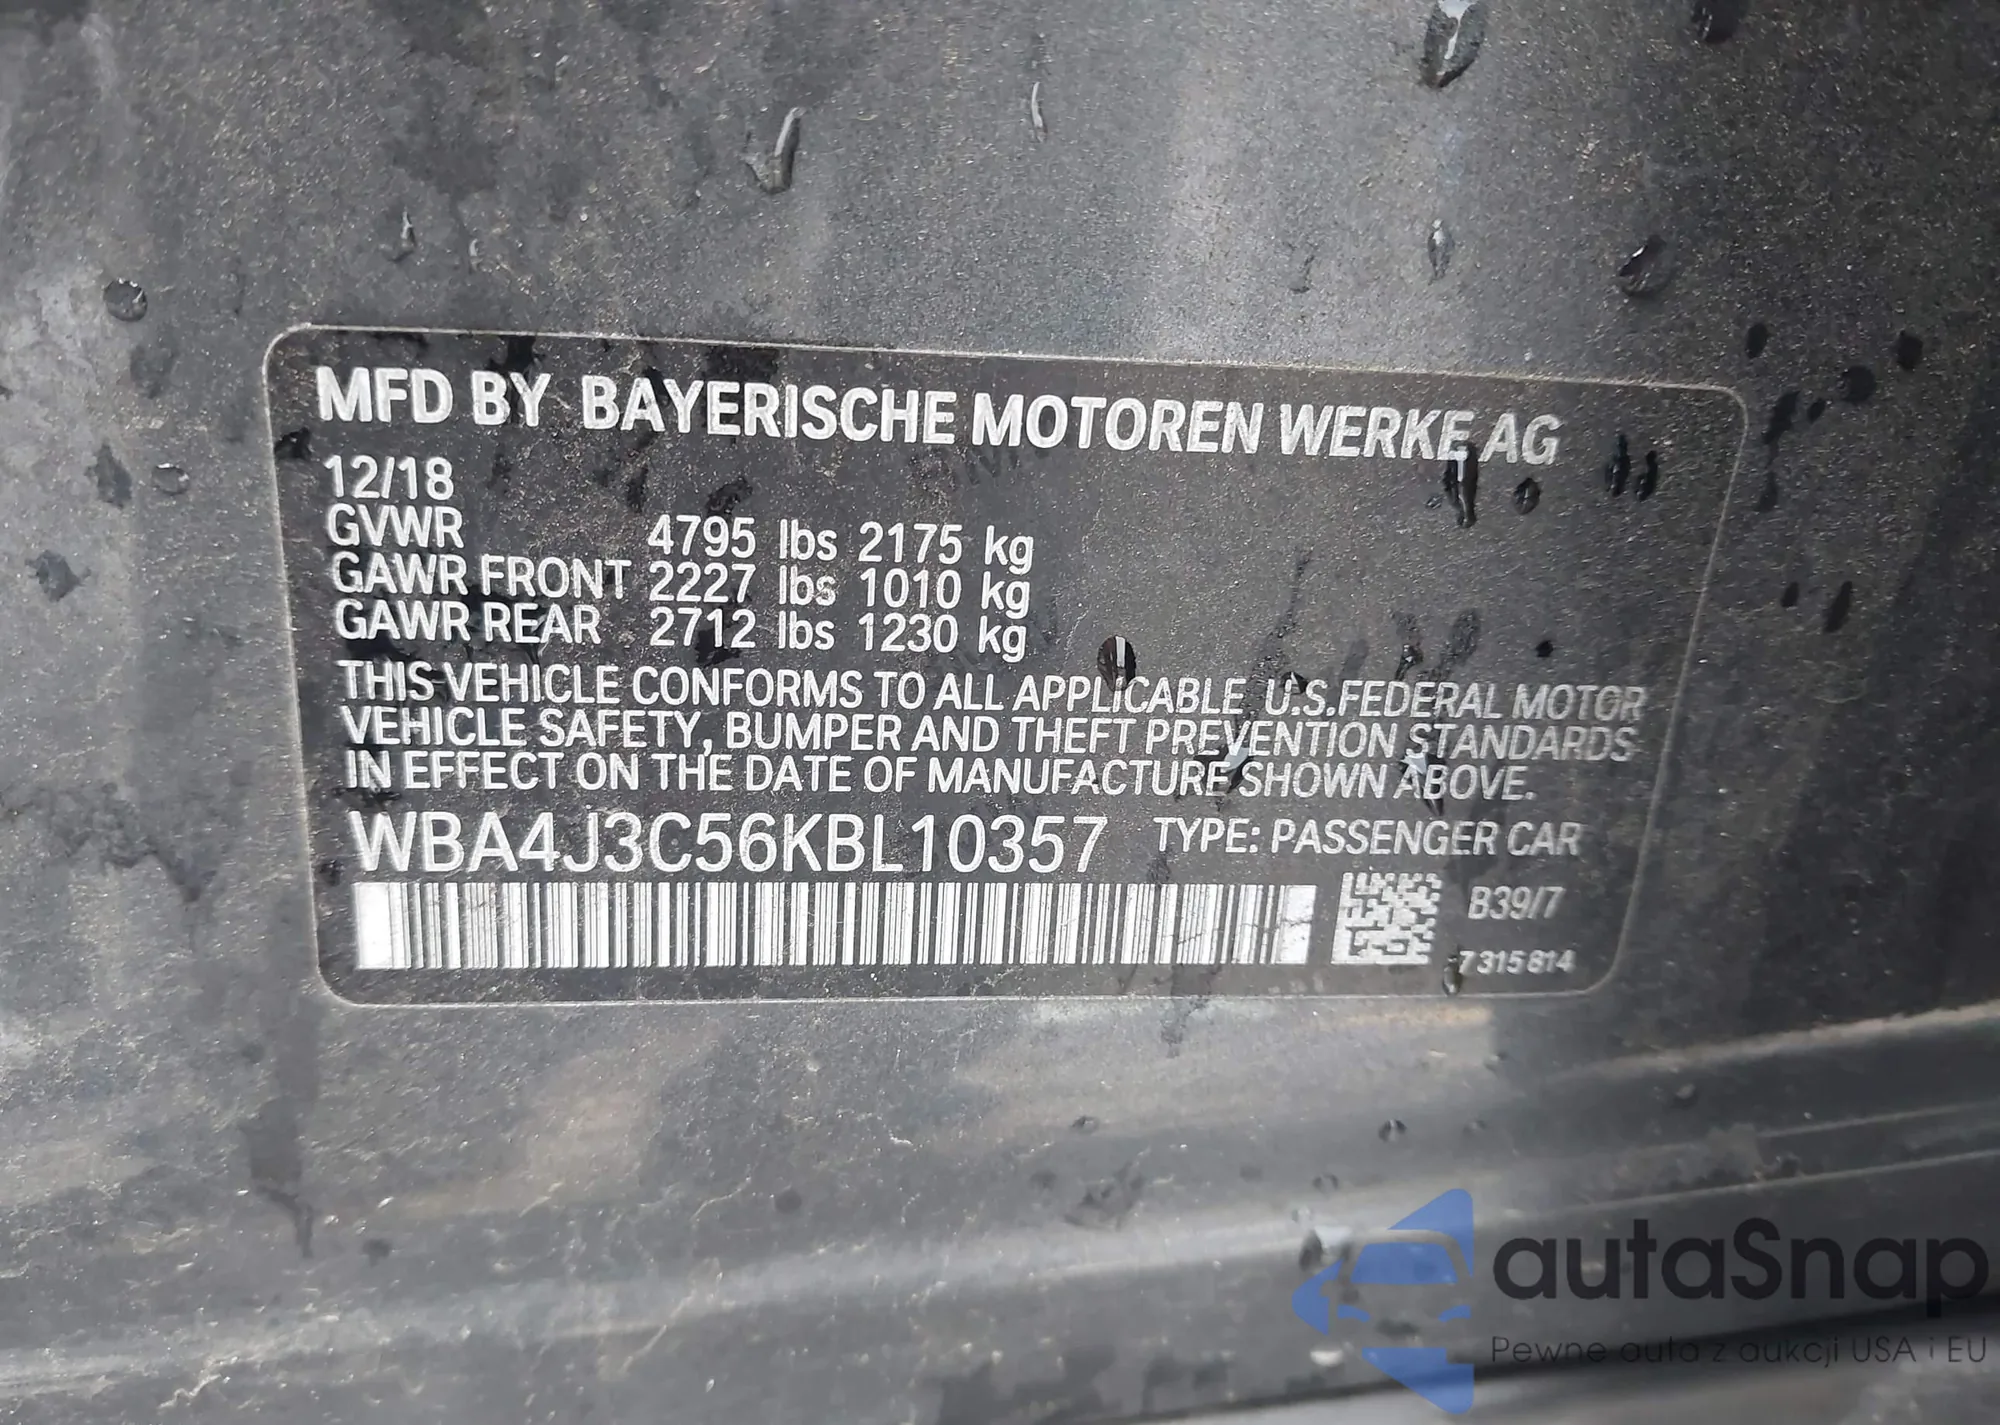 MFD BY BAYERISCHE MOTOREN WERKE AG
12/18
GVWR 4795 lbs 2175 kg
GAWR FRONT 2227 lbs 1010 kg
GAWR REAR 2712 lbs 1230 kg
THIS VEHICLE CONFORMS TO ALL APPLICABLE U.S.FEDERAL MOTOR
VEHICLE SAFETY, BUMPER AND THEFT PREVENTION STANDARDS
IN EFFECT ON THE DATE OF MANUFACTURE SHOWN ABOVE.
WBA4J3C56KBL10357 TYPE: PASSENGER CAR
B39/7
7 315 814
autaSnap
Pewne auta z aukcji USA i EU